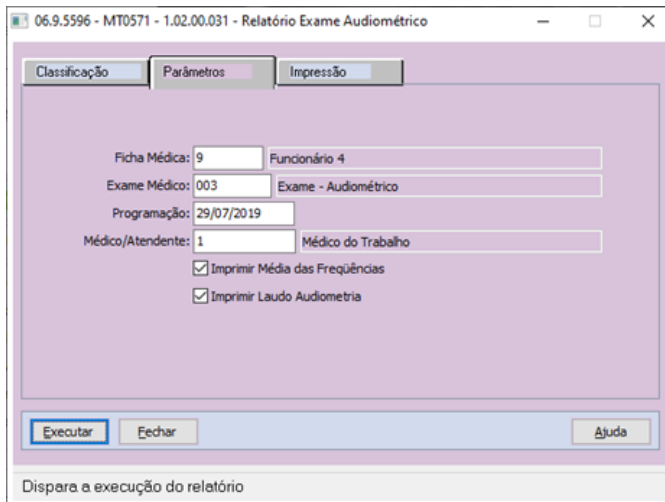 06.9.5596 - MT0571 - 1.02.00.031 - Relatório Exame Audiométrico
Classificação Parâmetros Impressão
Ficha Médica: 9 Funcionário 4
Exame Médico: 003 Exame - Audiométrico
Programação: 29/07/2019
Médico/Atendente: 1 Médico do Trabalho
Imprimir Média das Freqüências
Imprimir Laudo Audiometria
Executar Fechar Ajuda
Dispara a execução do relatório